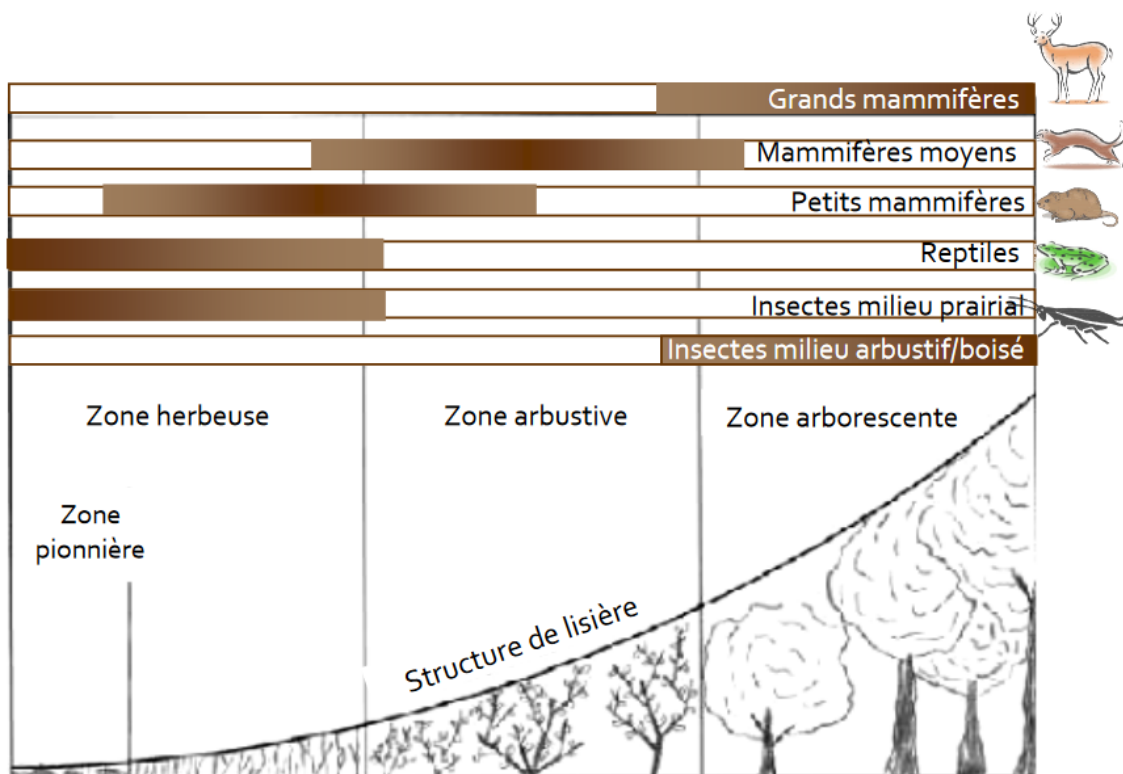 Grands mammifères
Mammifères moyens
Petits mammifères
Reptiles
Insectes milieu prairial
Insectes milieu arbustif/boisé
Zone herbeuse
Zone arbustive
Zone arborescente
Zone
pionnière
Structure de lisière